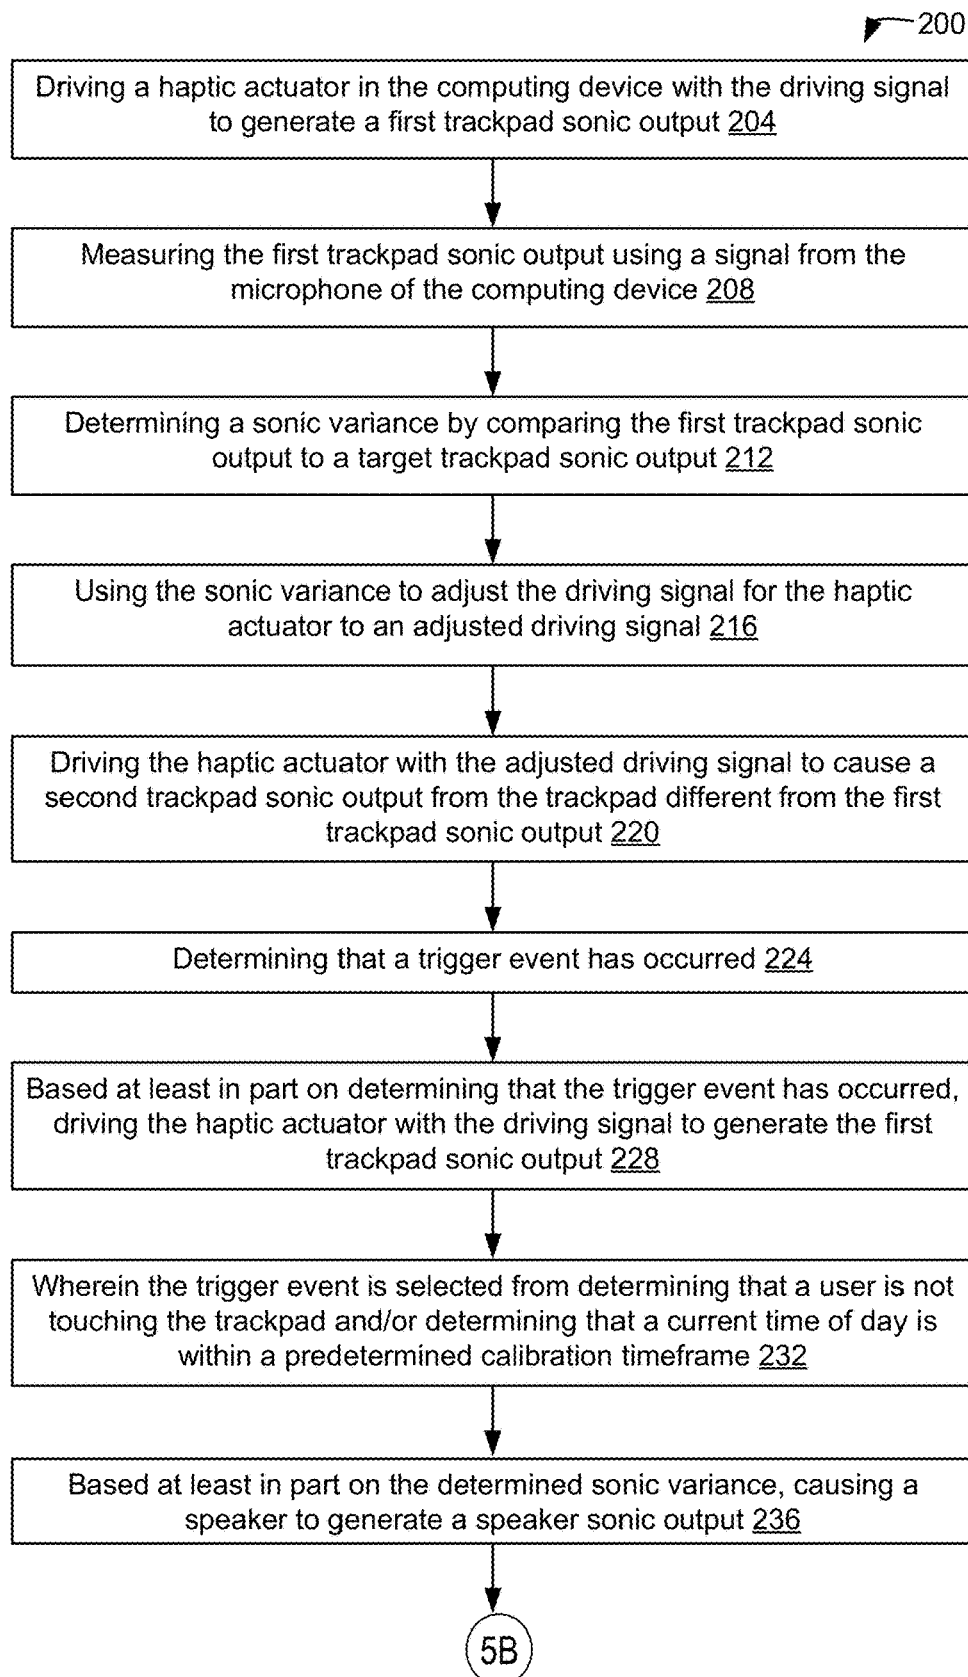 200
Driving a haptic actuator in the computing device with the driving signal
to generate a first trackpad sonic output 204
Measuring the first trackpad sonic output using a signal from the
microphone of the computing device 208
Determining a sonic variance by comparing the first trackpad sonic
output to a target trackpad sonic output 212
Using the sonic variance to adjust the driving signal for the haptic
actuator to an adjusted driving signal 216
Driving the haptic actuator with the adjusted driving signal to cause a
second trackpad sonic output from the trackpad different from the first
trackpad sonic output 220
Determining that a trigger event has occurred 224
Based at least in part on determining that the trigger event has occurred,
driving the haptic actuator with the driving signal to generate the first
trackpad sonic output 228
Wherein the trigger event is selected from determining that a user is not
touching the trackpad and/or determining that a current time of day is
within a predetermined calibration timeframe 232
Based at least in part on the determined sonic variance, causing a
speaker to generate a speaker sonic output 236
5B